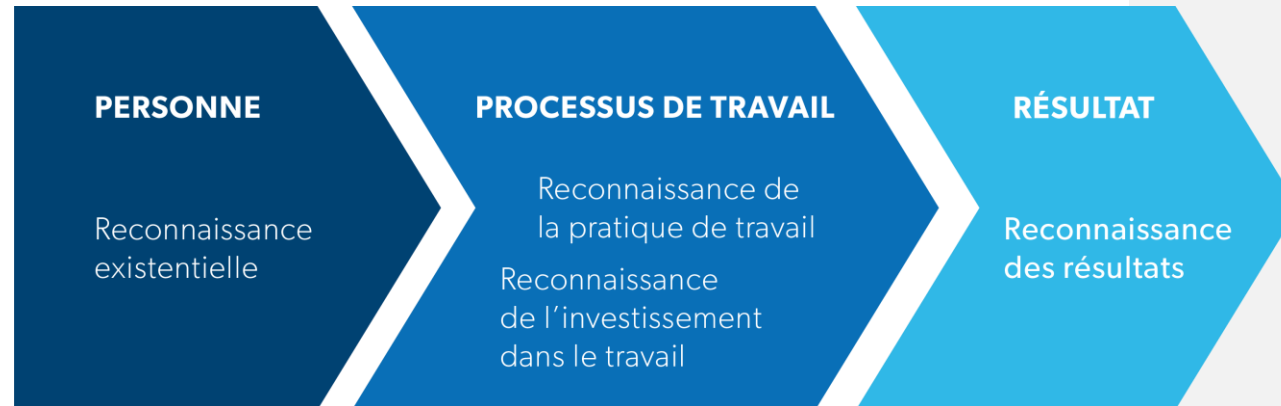 PERSONNE
Reconnaissance
existentielle
PROCESSUS DE TRAVAIL
Reconnaissance de
la pratique de travail
Reconnaissance
de l’investissement
dans le travail
RÉSULTAT
Reconnaissance
des résultats